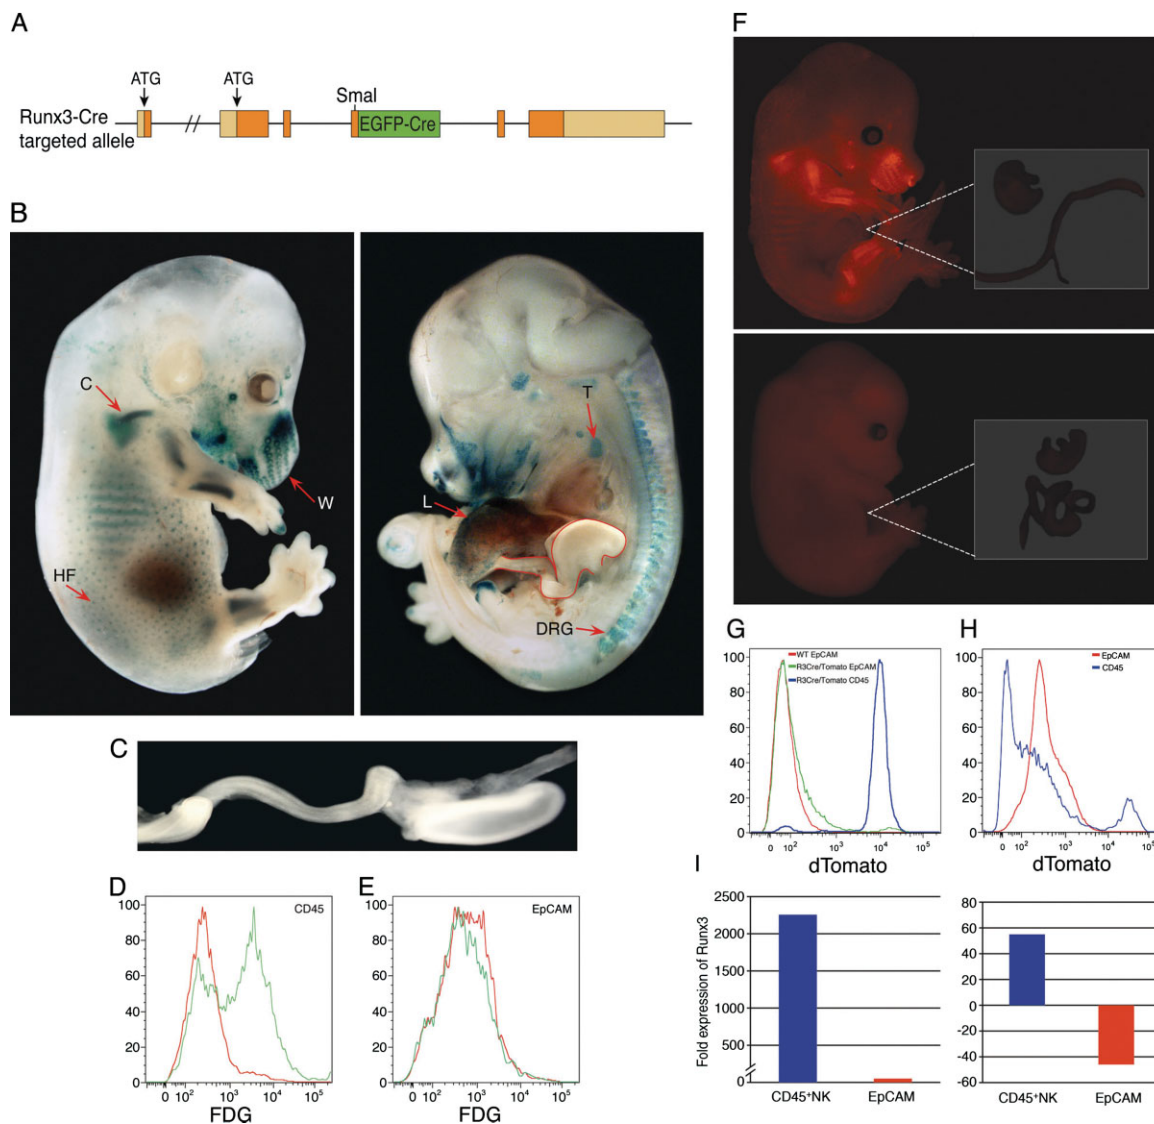 A
ATG
ATG
SmaI
Runx3-Cre
targeted allele
//
EGFP-Cre
B
C
HF
W
T
L
DRG
C
D
CD45
100
80
60
40
20
0
0 10² 10³ 10⁴ 10⁵
FDG
E
EpCAM
100
80
60
40
20
0
0 10² 10³ 10⁴ 10⁵
FDG
F
G
WT EpCAM
R3Cre/Tomato EpCAM
R3Cre/Tomato CD45
100
80
60
40
20
0
0 10² 10³ 10⁴ 10⁵
dTomato
H
EpCAM
CD45
100
80
60
40
20
0
0 10² 10³ 10⁴ 10⁵
dTomato
I
Fold expression of Runx3
2500
2250
2000
1500
1000
500
0
CD45⁺NK EpCAM
80
60
40
20
0
-20
-40
-60
CD45⁺NK EpCAM